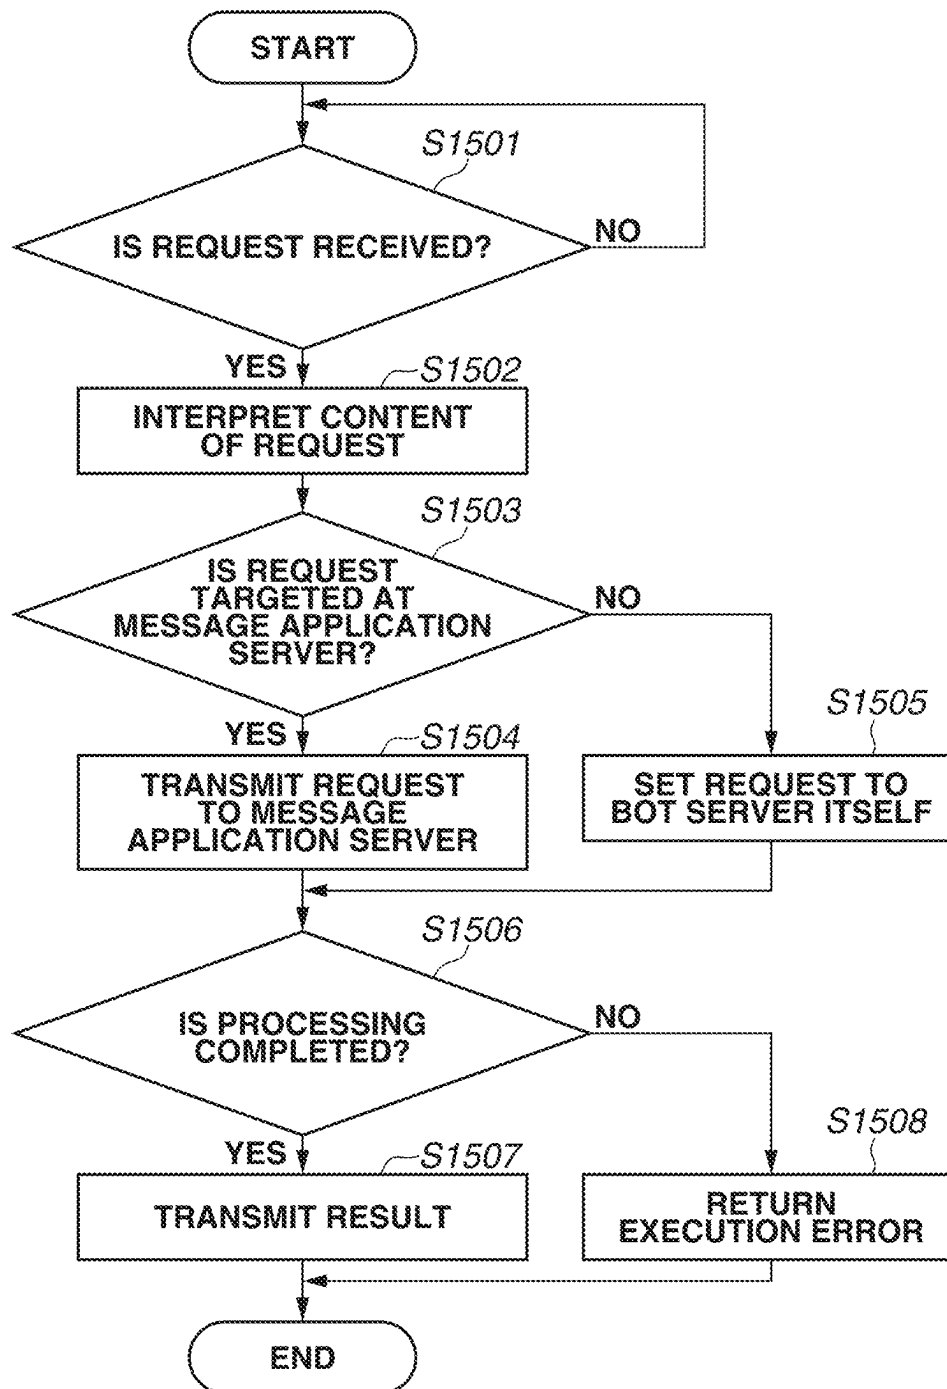 START
S1501
IS REQUEST RECEIVED?
NO
YES
S1502
INTERPRET CONTENT
OF REQUEST
S1503
IS REQUEST
TARGETED AT
MESSAGE APPLICATION
SERVER?
NO
YES
S1504
TRANSMIT REQUEST
TO MESSAGE
APPLICATION SERVER
S1505
SET REQUEST TO
BOT SERVER ITSELF
S1506
IS PROCESSING
COMPLETED?
NO
YES
S1507
TRANSMIT RESULT
S1508
RETURN
EXECUTION ERROR
END